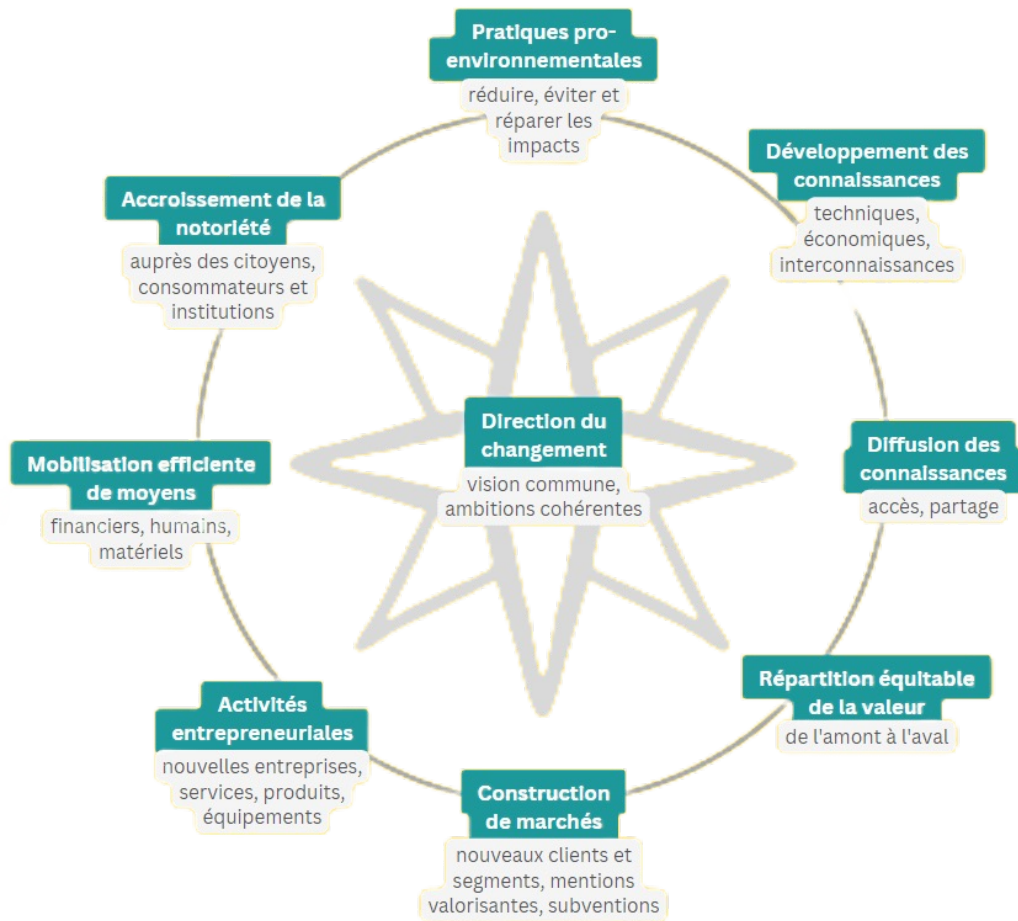 Pratiques pro-
environnementales
réduire, éviter et
réparer les
impacts
Développement des
connaissances
techniques,
économiques,
interconnaissances
Diffusion des
connaissances
accès, partage
Répartition équitable
de la valeur
de l'amont à l'aval
Construction
de marchés
nouveaux clients et
segments, mentions
valorisantes, subventions
Activités
entrepreneuriales
nouvelles entreprises,
services, produits,
équipements
Mobilisation efficiente
de moyens
financiers, humains,
matériels
Accroissement de la
notoriété
auprès des citoyens,
consommateurs et
institutions
Direction du
changement
vision commune,
ambitions cohérentes